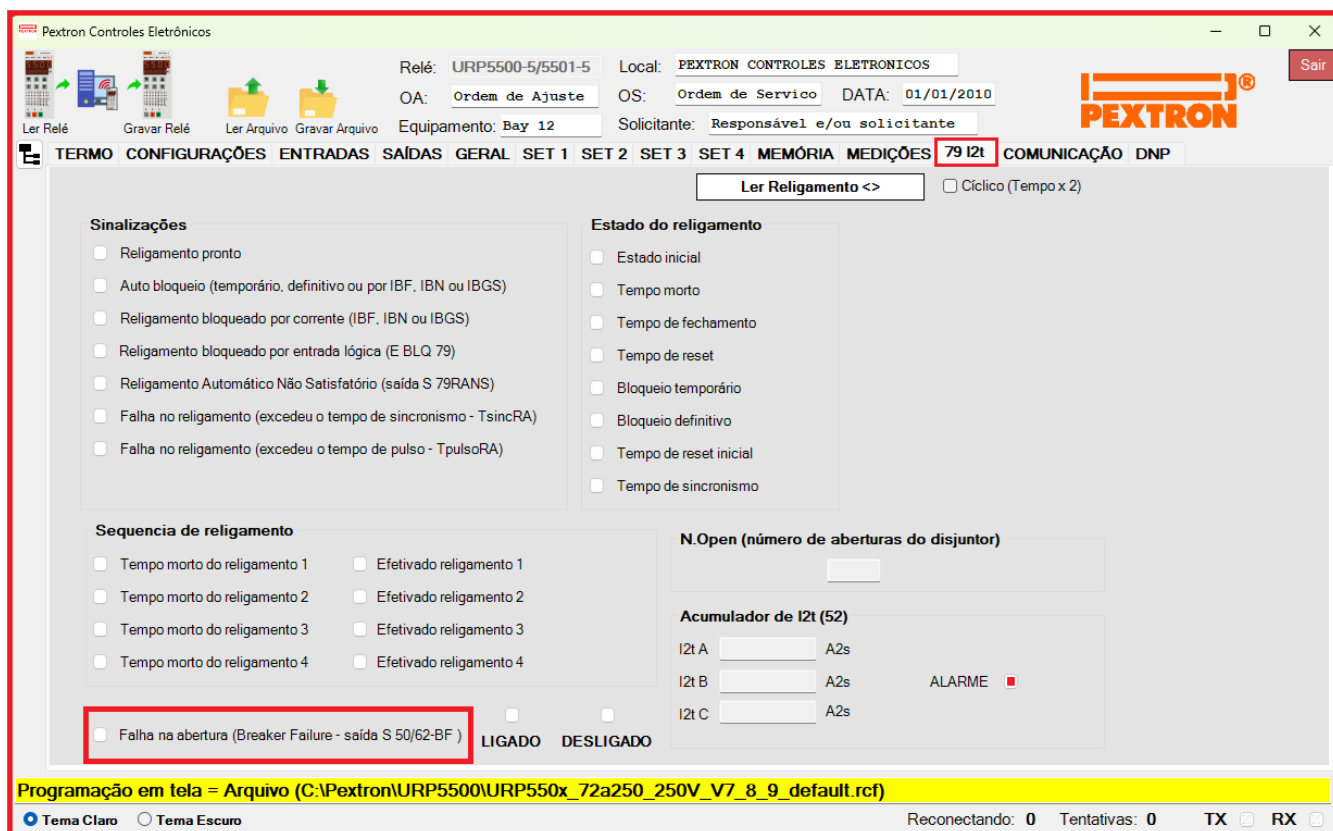 Pextron Controles Eletrônicos
Ler Relé
Gravar Relé
Ler Arquivo
Gravar Arquivo
Relé: URP5500-5/5501-5
Local: PEXTRON CONTROLES ELETRONICOS
OA: Ordem de Ajuste
OS: Ordem de Servico
DATA: 01/01/2010
Equipamento: Bay 12
Solicitante: Responsável e/ou solicitante
PEXTRON®
Sair
TERMO CONFIGURAÇÕES ENTRADAS SAÍDAS GERAL SET 1 SET 2 SET 3 SET 4 MEMÓRIA MEDIÇÕES 79 I2t COMUNICAÇÃO DNP
Ler Religamento <>
Cíclico (Tempo x 2)
Sinalizações
Religamento pronto
Auto bloqueio (temporário, definitivo ou por IBF, IBN ou IBGS)
Religamento bloqueado por corrente (IBF, IBN ou IBGS)
Religamento bloqueado por entrada lógica (E BLQ 79)
Religamento Automático Não Satisfatório (saída S 79RANS)
Falha no religamento (excedeu o tempo de sincronismo - TsincRA)
Falha no religamento (excedeu o tempo de pulso - TpulsoRA)
Estado do religamento
Estado inicial
Tempo morto
Tempo de fechamento
Tempo de reset
Bloqueio temporário
Bloqueio definitivo
Tempo de reset inicial
Tempo de sincronismo
Sequencia de religamento
Tempo morto do religamento 1 Efetivado religamento 1
Tempo morto do religamento 2 Efetivado religamento 2
Tempo morto do religamento 3 Efetivado religamento 3
Tempo morto do religamento 4 Efetivado religamento 4
N.Open (número de aberturas do disjuntor)
Acumulador de I2t (52)
I2t A A2s
I2t B A2s
ALARME
I2t C A2s
Falha na abertura (Breaker Failure - saída S 50/62-BF )
LIGADO DESLIGADO
Programação em tela = Arquivo (C:\Pextron\URP5500\URP550x_72a250_250V_V7_8_9_default.rcf)
Tema Claro Tema Escuro
Reconectando: 0 Tentativas: 0 TX RX